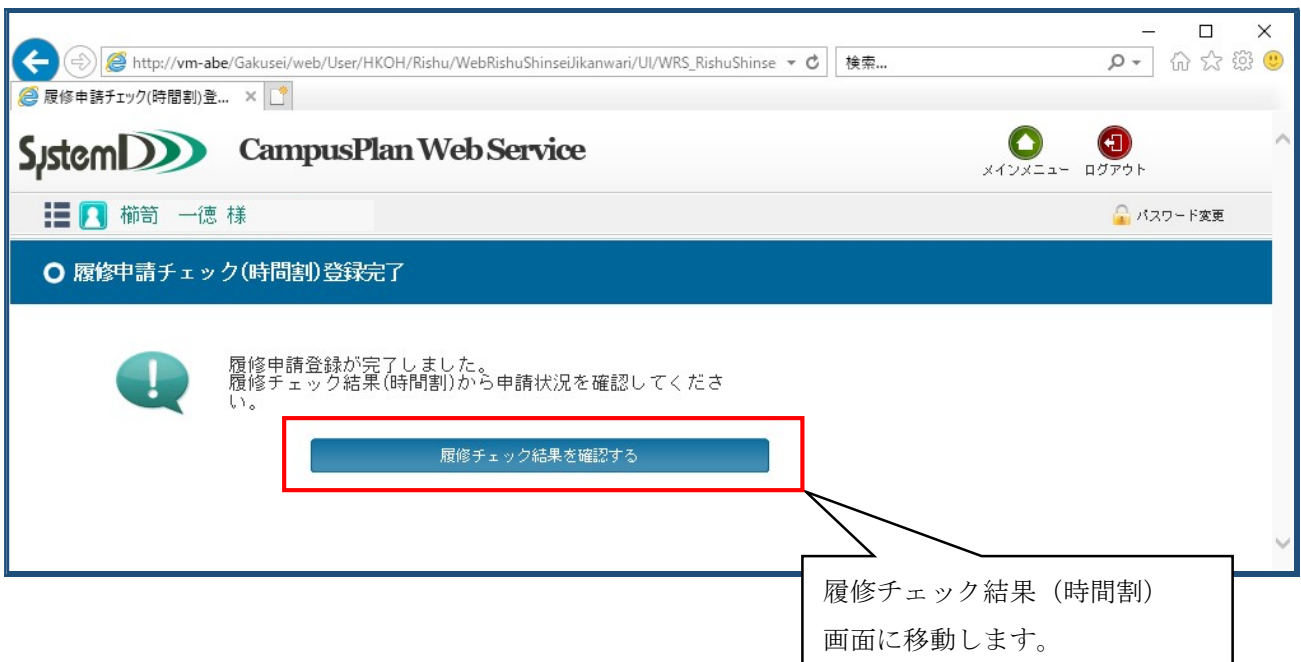 http://vm-abe/Gakusei/web/User/HKOH/Rishu/WebRishuShinseiJikanwari/UI/WRS_RishuShinse
検索...
履修申請チェック(時間割)登...
SystemD
CampusPlan Web Service
メインメニュー
ログアウト
櫛笥 一徳 様
パスワード変更
履修申請チェック(時間割)登録完了
履修申請登録が完了しました。
履修チェック結果(時間割)から申請状況を確認してくださ
い。
履修チェック結果を確認する
履修チェック結果（時間割）
画面に移動します。